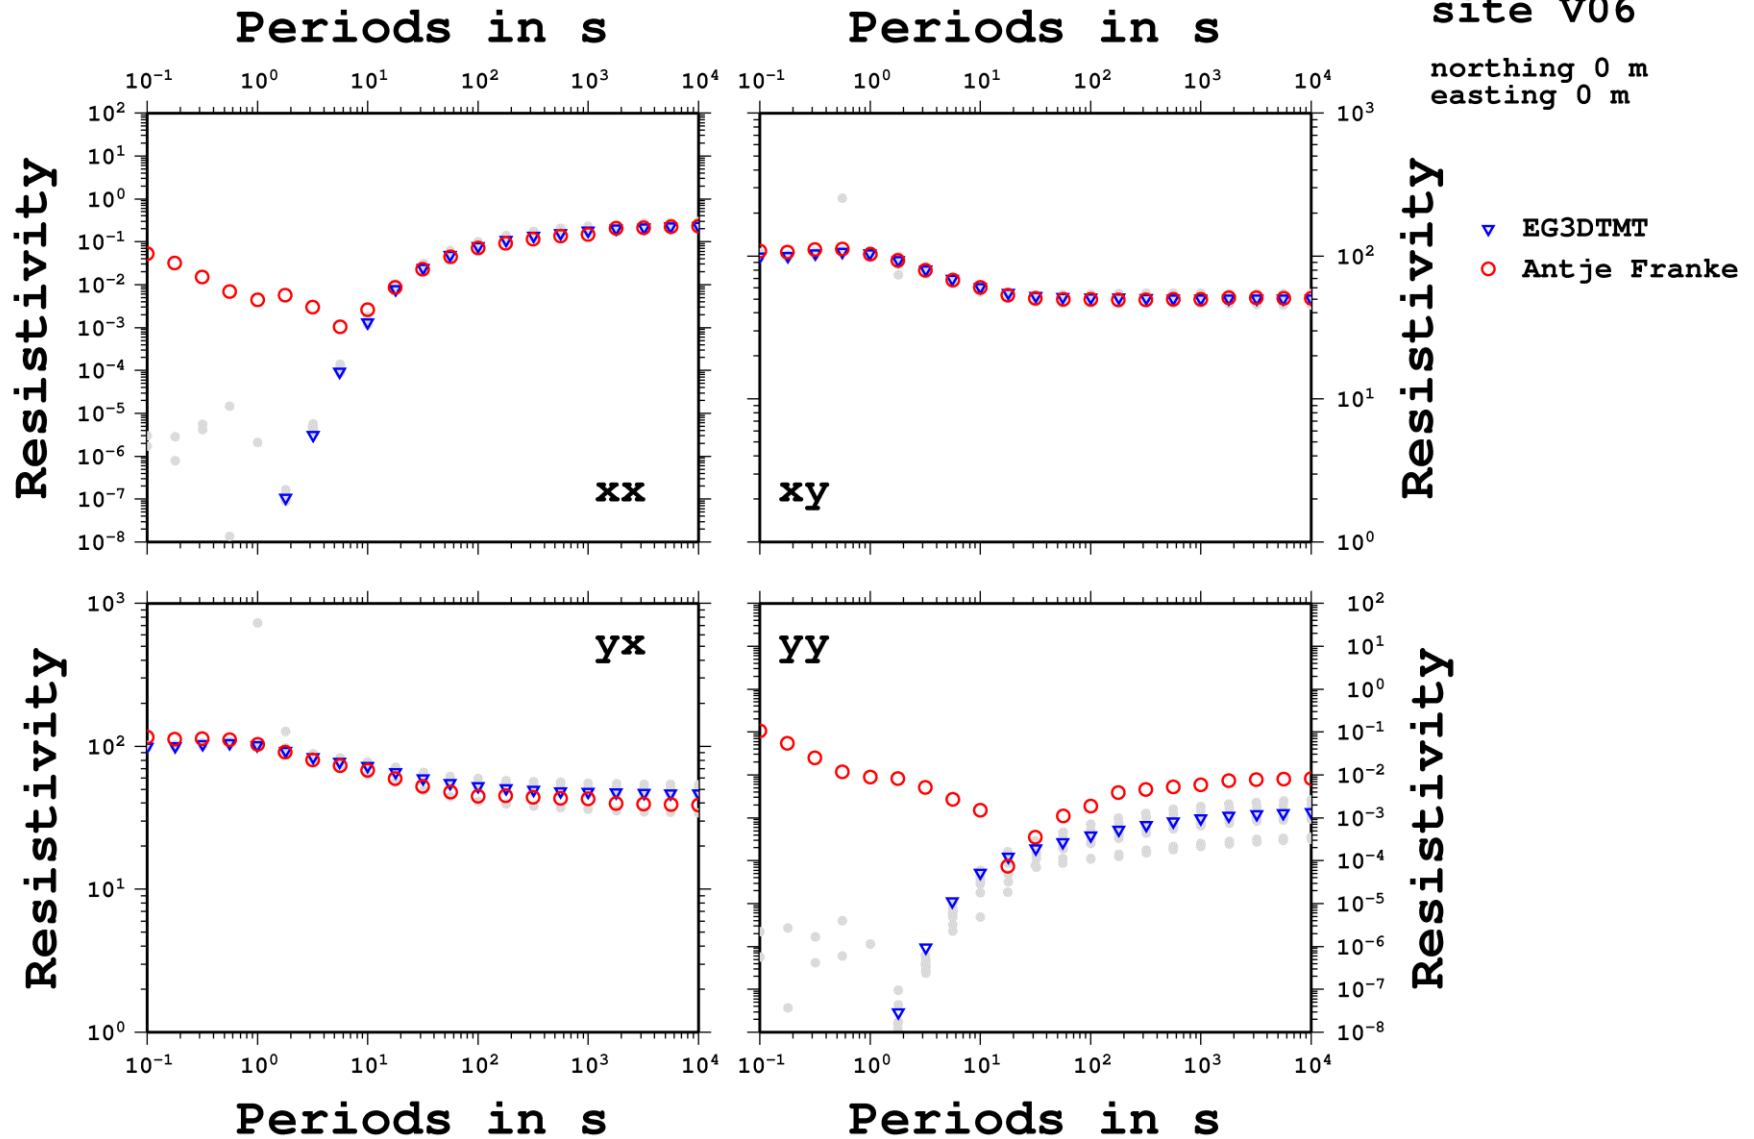 Periods in s
Periods in s
site V06
northing 0 m
easting 0 m
10⁻¹ 10⁰ 10¹ 10² 10³ 10⁴
10⁻¹ 10⁰ 10¹ 10² 10³ 10⁴
Resistivity
10²
10¹
10⁰
10⁻¹
10⁻²
10⁻³
10⁻⁴
10⁻⁵
10⁻⁶
10⁻⁷
10⁻⁸
xx
xy
10³
10²
10¹
10⁰
Resistivity
EG3DTMT
Antje Franke
Resistivity
10³
10²
10¹
10⁰
yx
yy
10²
10¹
10⁰
10⁻¹
10⁻²
10⁻³
10⁻⁴
10⁻⁵
10⁻⁶
10⁻⁷
10⁻⁸
Resistivity
10⁻¹ 10⁰ 10¹ 10² 10³ 10⁴
10⁻¹ 10⁰ 10¹ 10² 10³ 10⁴
Periods in s
Periods in s